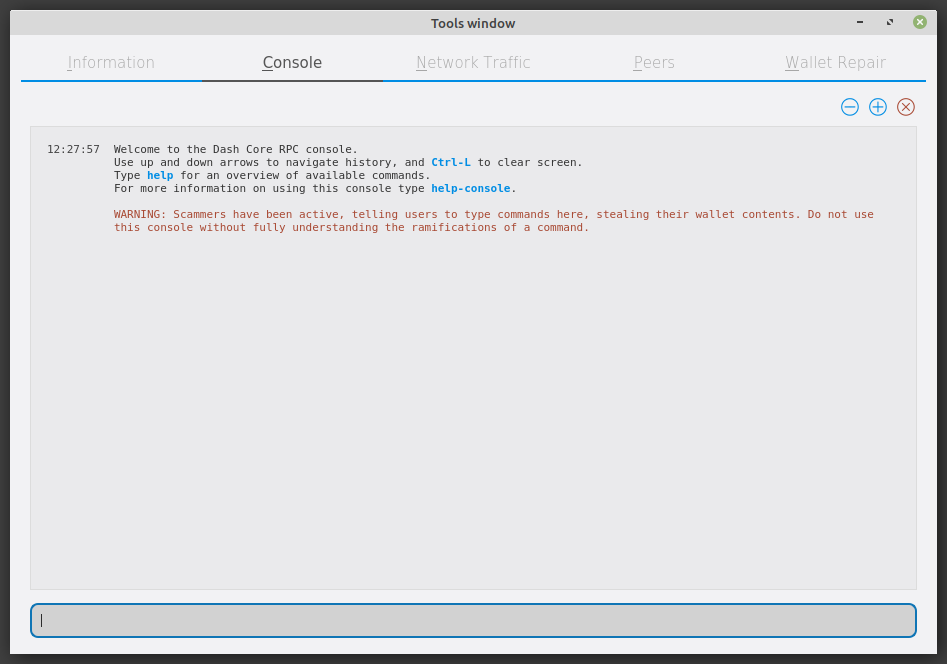 Tools window
Information Console Network Traffic Peers Wallet Repair
12:27:57 Welcome to the Dash Core RPC console.
Use up and down arrows to navigate history, and Ctrl-L to clear screen.
Type help for an overview of available commands.
For more information on using this console type help-console.
WARNING: Scammers have been active, telling users to type commands here, stealing their wallet contents. Do not use
this console without fully understanding the ramifications of a command.